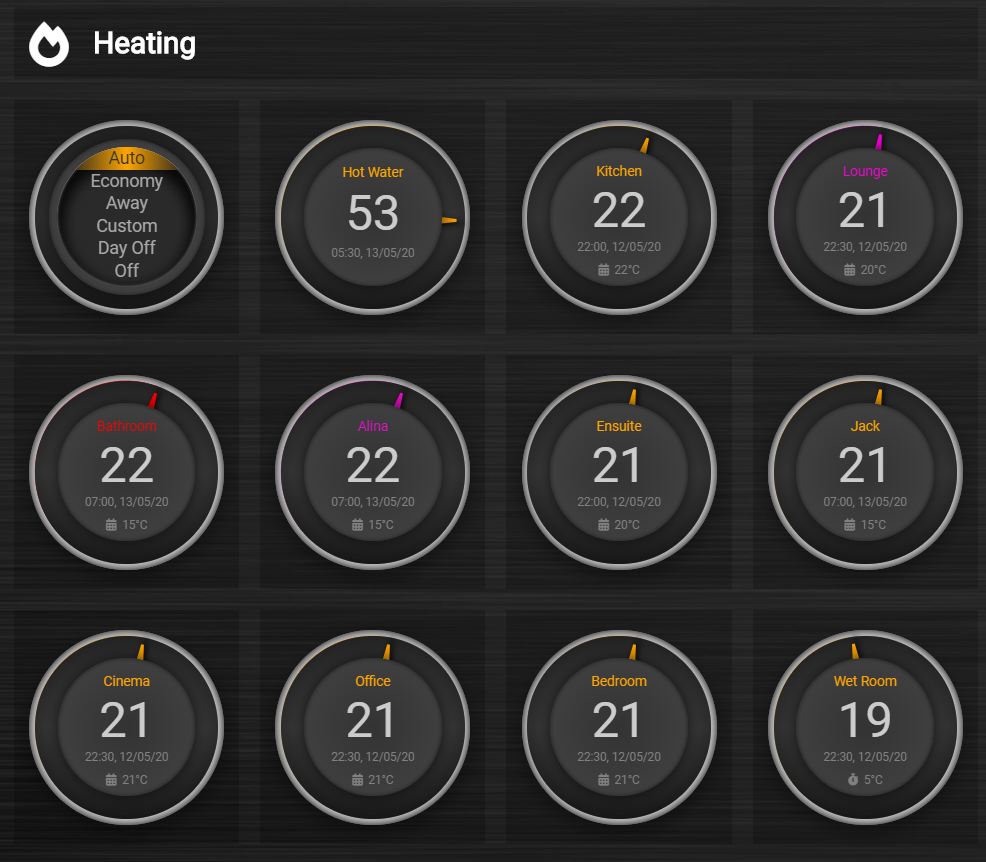 Heating
Auto
Economy
Away
Custom
Day Off
Off
Hot Water
53
05:30, 13/05/20
Kitchen
22
22:00, 12/05/20
22°C
Lounge
21
22:30, 12/05/20
20°C
Bathroom
22
07:00, 13/05/20
15°C
Alina
22
07:00, 13/05/20
15°C
Ensuite
21
22:00, 12/05/20
20°C
Jack
21
07:00, 13/05/20
15°C
Cinema
21
22:30, 12/05/20
21°C
Office
21
22:30, 12/05/20
21°C
Bedroom
21
22:30, 12/05/20
21°C
Wet Room
19
22:30, 12/05/20
5°C